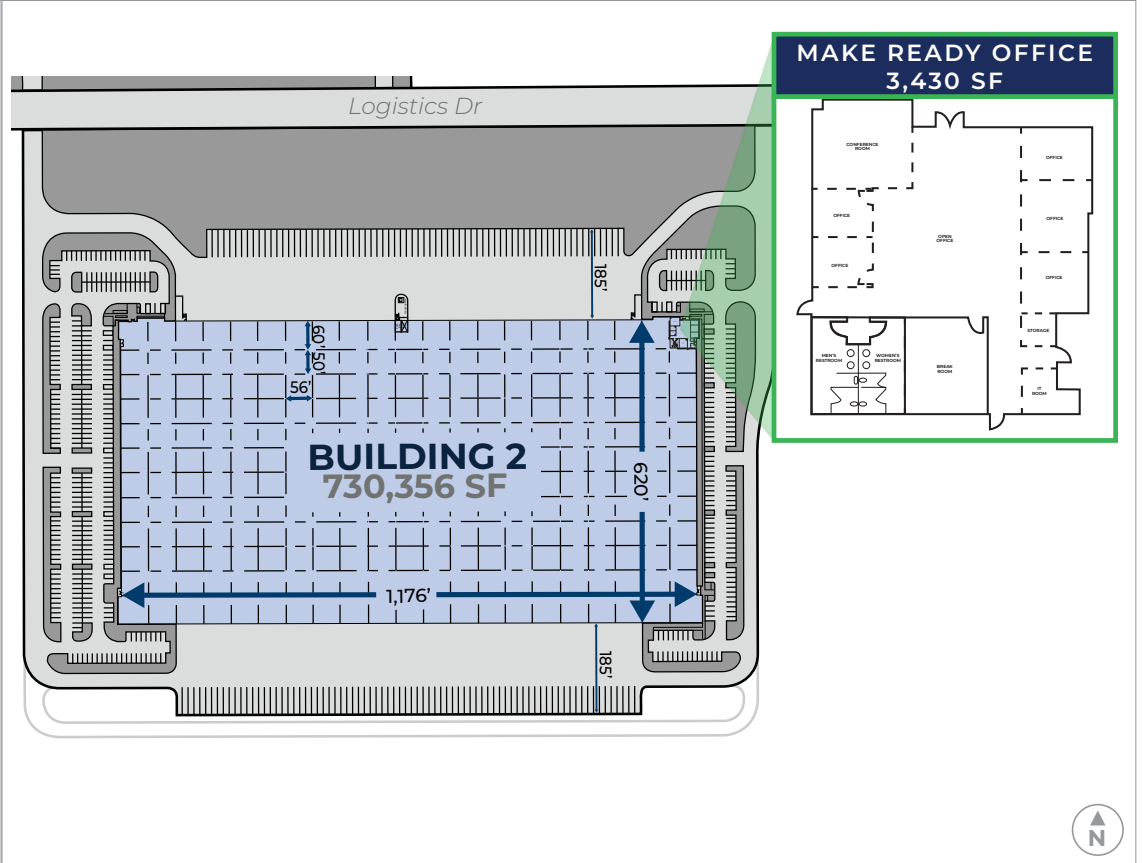 MAKE READY OFFICE
3,430 SF
Logistics Dr
CONFERENCE
ROOM
OFFICE
OFFICE
OFFICE
OPEN
OFFICE
OFFICE
OFFICE
STORAGE
MEN'S
RESTROOM
WOMEN'S
RESTROOM
BREAK
ROOM
IT
ROOM
185'
60'
50'
56'
BUILDING 2
730,356 SF
620'
1,176'
185'
N